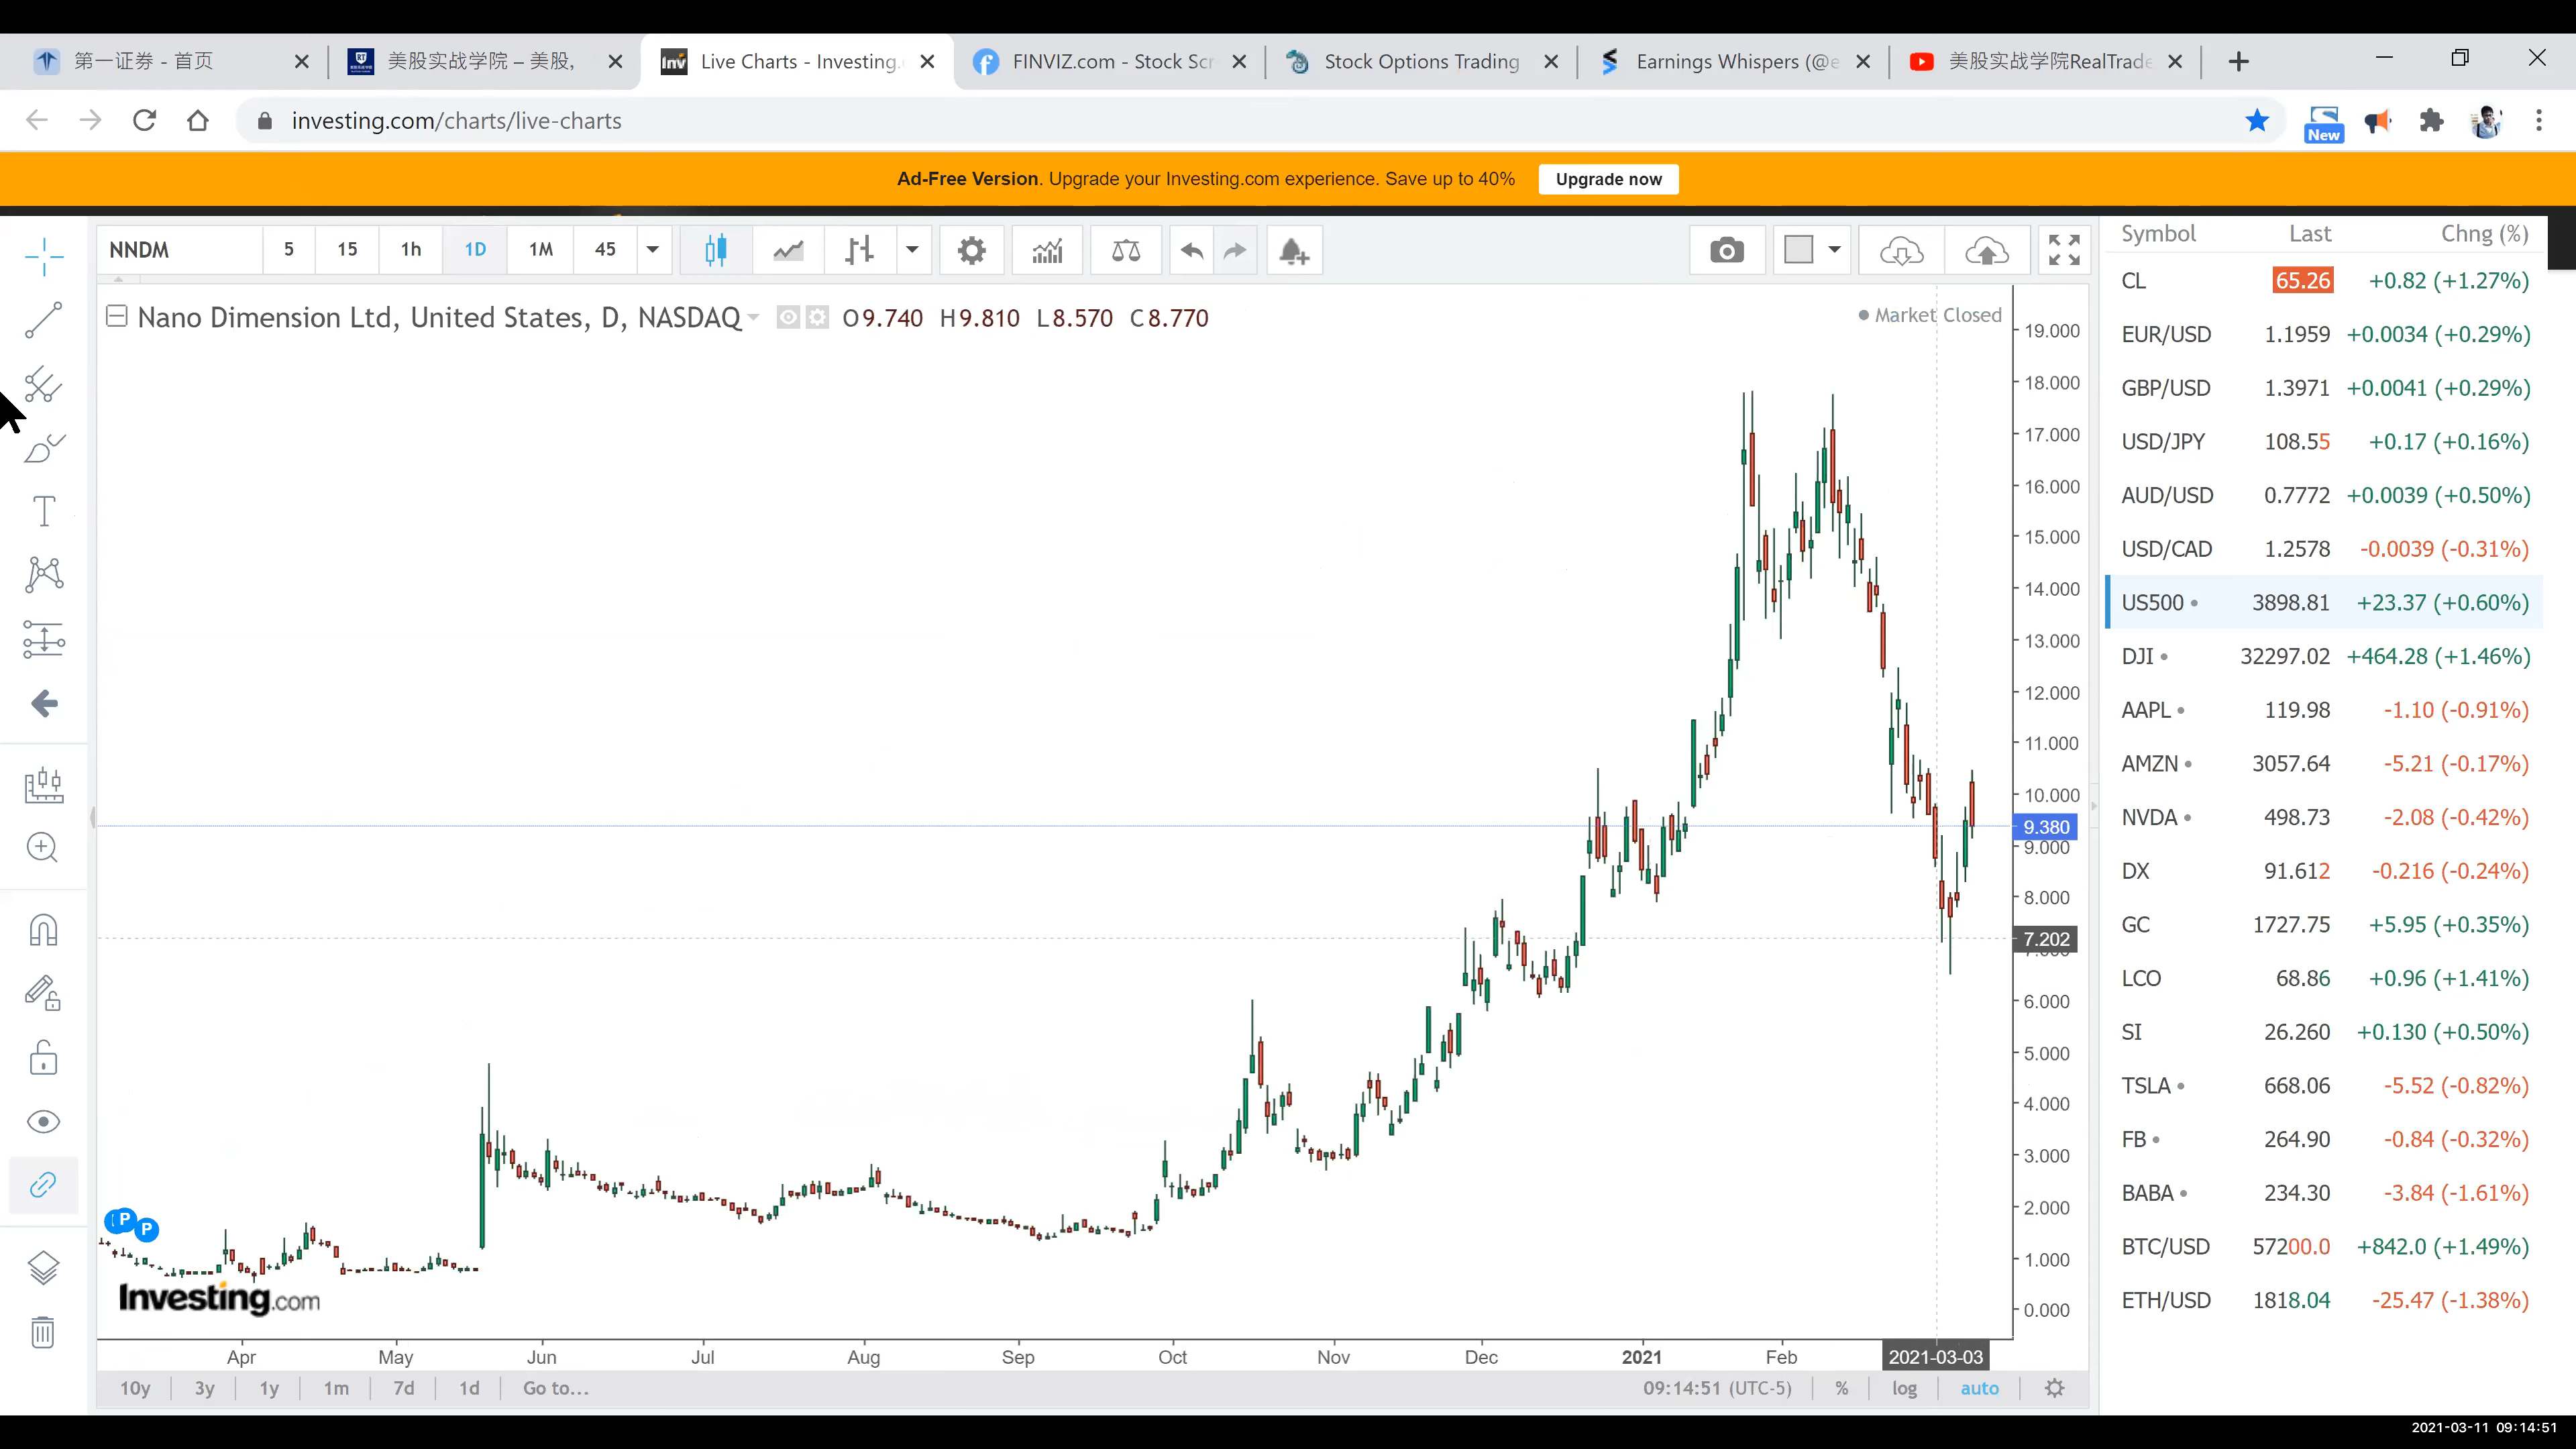 第一证券 - 首页
美股实战学院 – 美股,
Live Charts - Investing.
FINVIZ.com - Stock Scr
Stock Options Trading
Earnings Whispers (@e
美股实战学院RealTrade
investing.com/charts/live-charts
New
Ad-Free Version. Upgrade your Investing.com experience. Save up to 40%
Upgrade now
NNDM 5 15 1h 1D 1M 45
Nano Dimension Ltd, United States, D, NASDAQ O9.740 H9.810 L8.570 C8.770
Market Closed
19.000
18.000
17.000
16.000
15.000
14.000
13.000
12.000
11.000
10.000
9.380
9.000
8.000
7.202
6.000
5.000
4.000
3.000
2.000
1.000
0.000
P P
Investing.com
Apr May Jun Jul Aug Sep Oct Nov Dec 2021 Feb 2021-03-03
10y 3y 1y 1m 7d 1d Go to... 09:14:51 (UTC-5) % log auto
Symbol Last Chng (%)
CL 65.26 +0.82 (+1.27%)
EUR/USD 1.1959 +0.0034 (+0.29%)
GBP/USD 1.3971 +0.0041 (+0.29%)
USD/JPY 108.55 +0.17 (+0.16%)
AUD/USD 0.7772 +0.0039 (+0.50%)
USD/CAD 1.2578 -0.0039 (-0.31%)
US500 3898.81 +23.37 (+0.60%)
DJI 32297.02 +464.28 (+1.46%)
AAPL 119.98 -1.10 (-0.91%)
AMZN 3057.64 -5.21 (-0.17%)
NVDA 498.73 -2.08 (-0.42%)
DX 91.612 -0.216 (-0.24%)
GC 1727.75 +5.95 (+0.35%)
LCO 68.86 +0.96 (+1.41%)
SI 26.260 +0.130 (+0.50%)
TSLA 668.06 -5.52 (-0.82%)
FB 264.90 -0.84 (-0.32%)
BABA 234.30 -3.84 (-1.61%)
BTC/USD 57200.0 +842.0 (+1.49%)
ETH/USD 1818.04 -25.47 (-1.38%)
2021-03-11 09:14:51